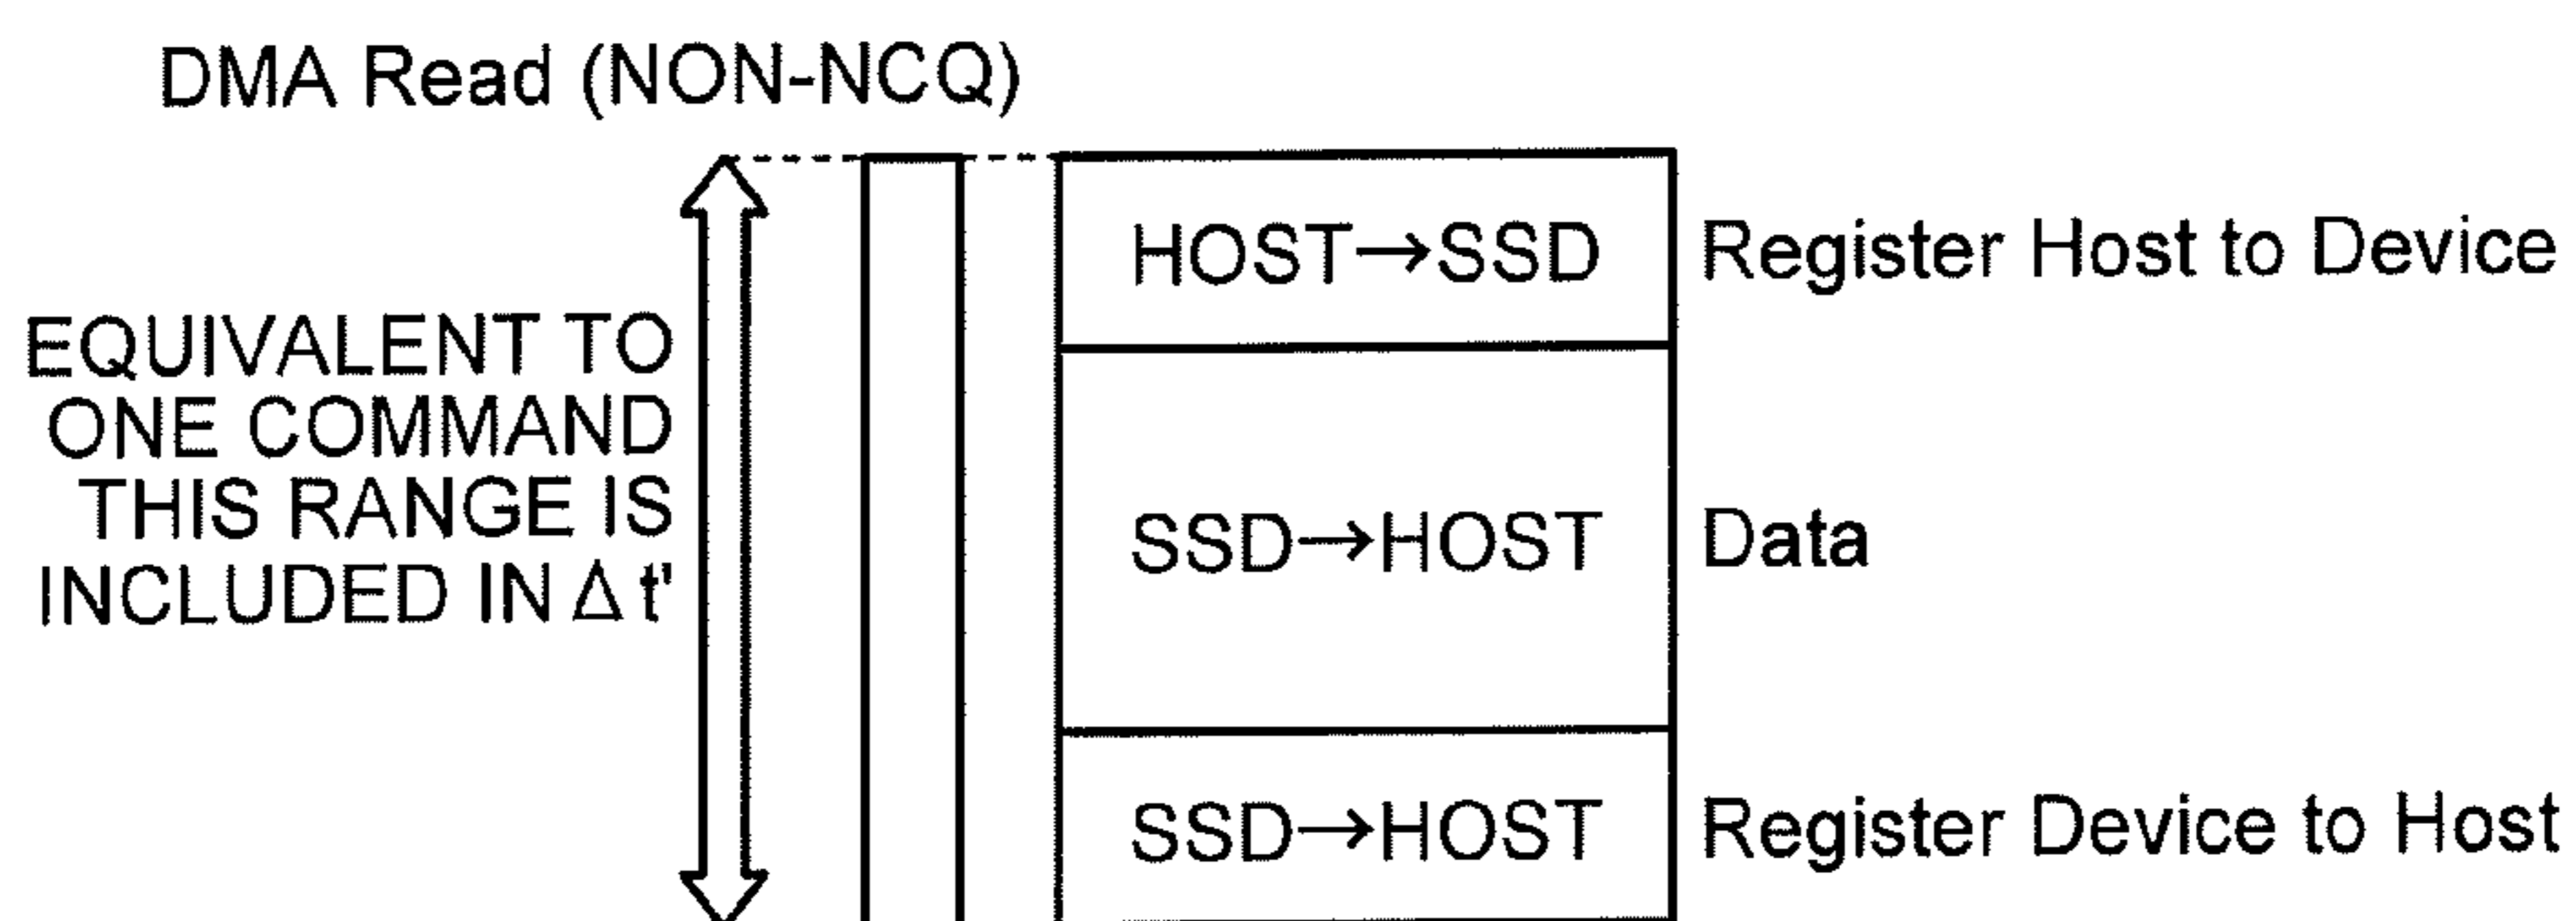 DMA Read (NON-NCQ)
HOST→SSD Register Host to Device
EQUIVALENT TO
ONE COMMAND
THIS RANGE IS
INCLUDED IN Δ t'
SSD→HOST Data
SSD→HOST Register Device to Host